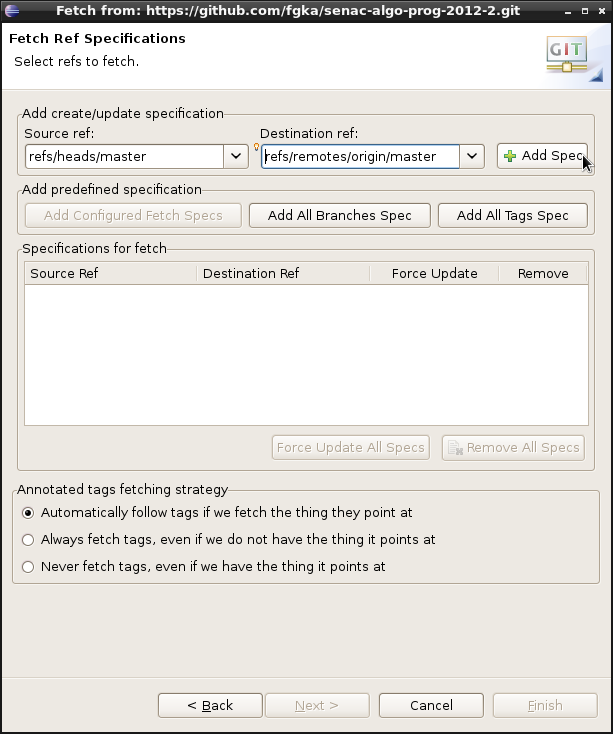 Fetch from: https://github.com/fgka/senac-algo-prog-2012-2.git
Fetch Ref Specifications
Select refs to fetch.
GIT
Add create/update specification
Source ref: Destination ref:
refs/heads/master refs/remotes/origin/master Add Spec
Add predefined specification
Add Configured Fetch Specs Add All Branches Spec Add All Tags Spec
Specifications for fetch
Source Ref Destination Ref Force Update Remove
Force Update All Specs Remove All Specs
Annotated tags fetching strategy
Automatically follow tags if we fetch the thing they point at
Always fetch tags, even if we do not have the thing it points at
Never fetch tags, even if we have the thing it points at
< Back Next > Cancel Finish